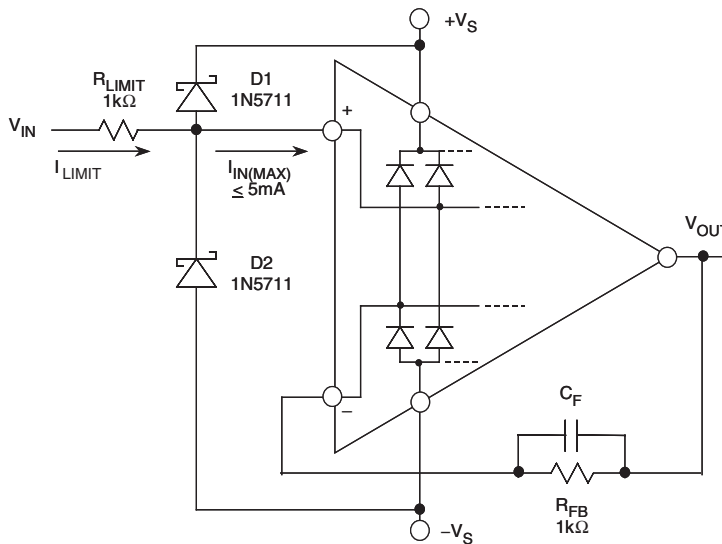 +VS
RLIMIT
1kΩ
D1
1N5711
VIN
+
ILIMIT
IIN(MAX)
≤ 5mA
VOUT
D2
1N5711
–
CF
RFB
1kΩ
–VS